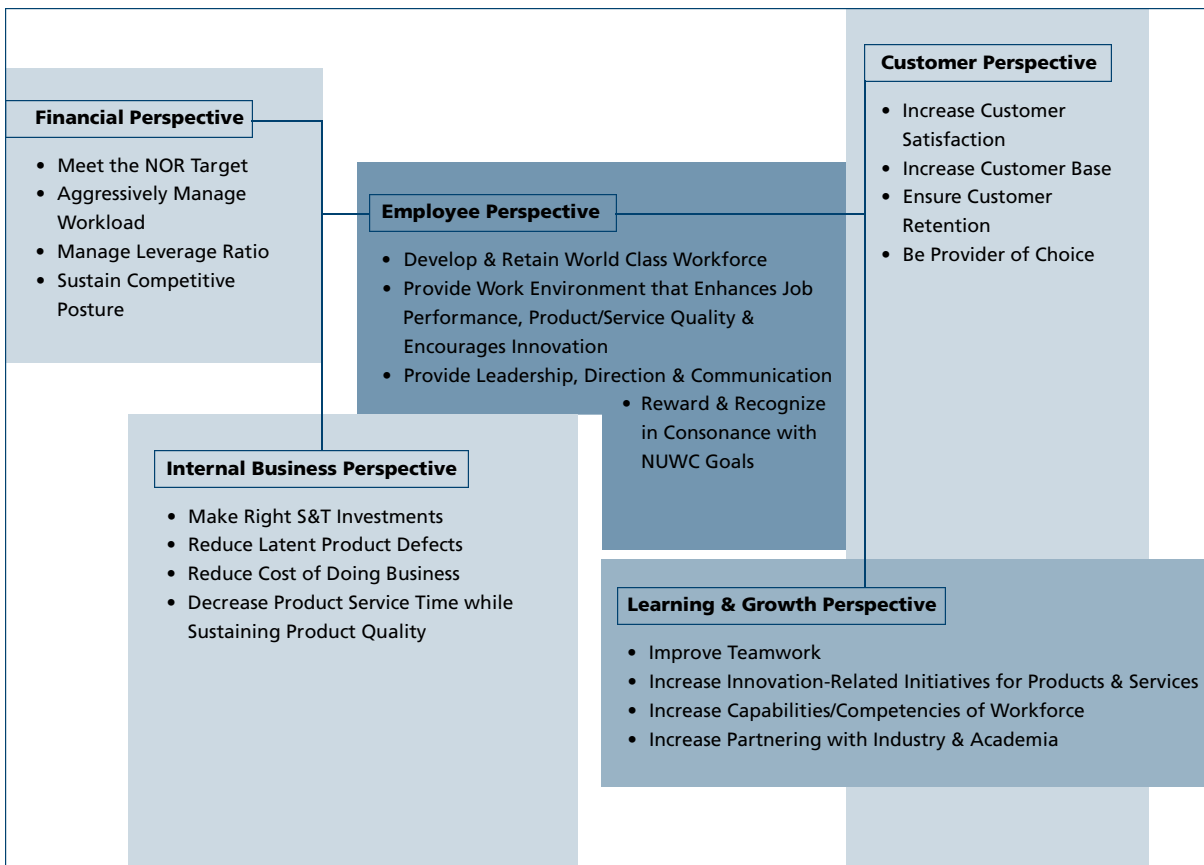 Financial Perspective
• Meet the NOR Target
• Aggressively Manage
Workload
• Manage Leverage Ratio
• Sustain Competitive
Posture
Employee Perspective
• Develop & Retain World Class Workforce
• Provide Work Environment that Enhances Job
Performance, Product/Service Quality &
Encourages Innovation
• Provide Leadership, Direction & Communication
• Reward & Recognize
in Consonance with
NUWC Goals
Customer Perspective
• Increase Customer
Satisfaction
• Increase Customer Base
• Ensure Customer
Retention
• Be Provider of Choice
Internal Business Perspective
• Make Right S&T Investments
• Reduce Latent Product Defects
• Reduce Cost of Doing Business
• Decrease Product Service Time while
Sustaining Product Quality
Learning & Growth Perspective
• Improve Teamwork
• Increase Innovation-Related Initiatives for Products & Services
• Increase Capabilities/Competencies of Workforce
• Increase Partnering with Industry & Academia